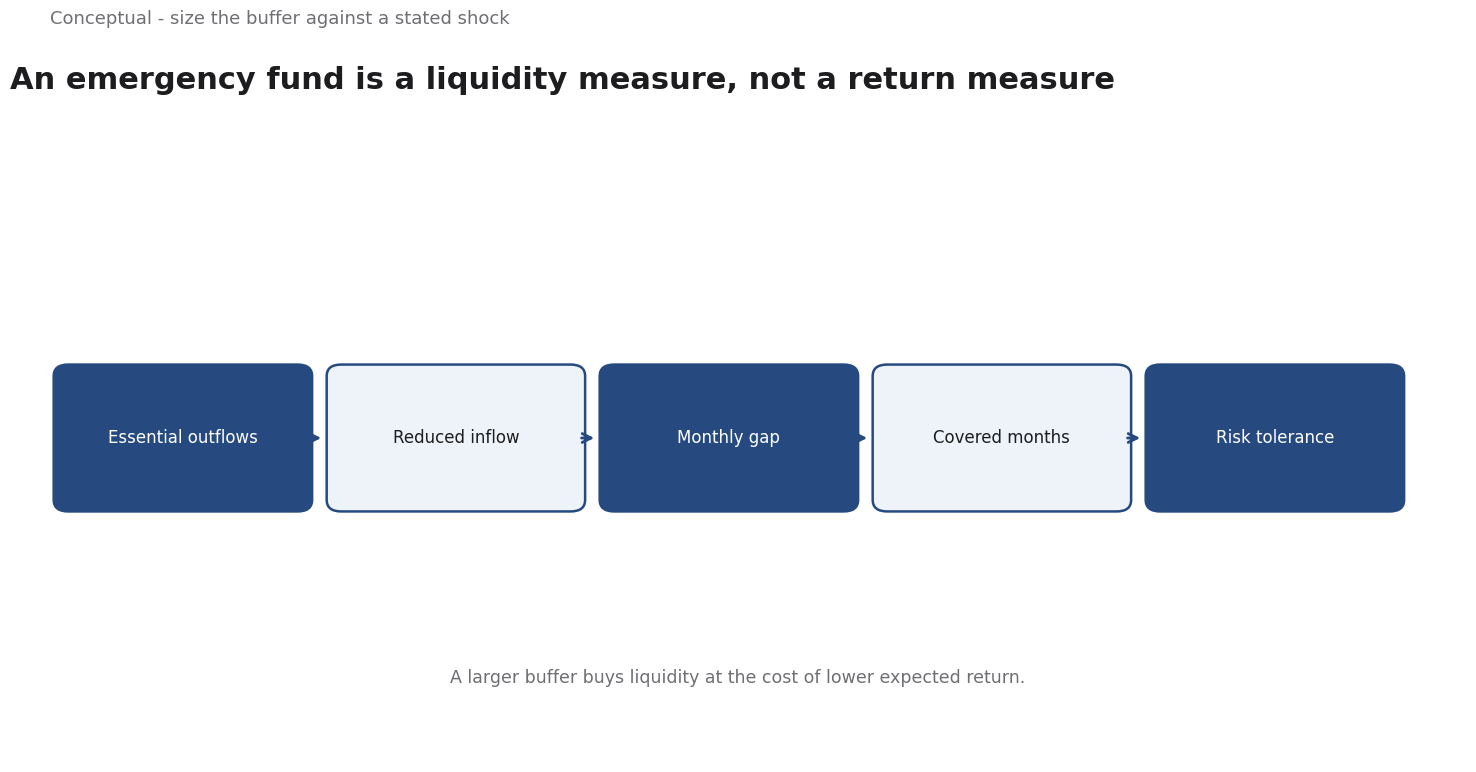 Conceptual - size the buffer against a stated shock
An emergency fund is a liquidity measure, not a return measure
Essential outflows
Reduced inflow
Monthly gap
Covered months
Risk tolerance
A larger buffer buys liquidity at the cost of lower expected return.